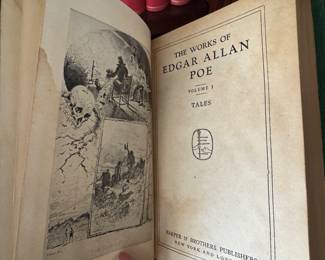 THE WORKS OF
EDGAR ALLAN
POE
VOLUME I
TALES
HARPER & BROTHERS PUBLISHERS
NEW YORK AND LONDON